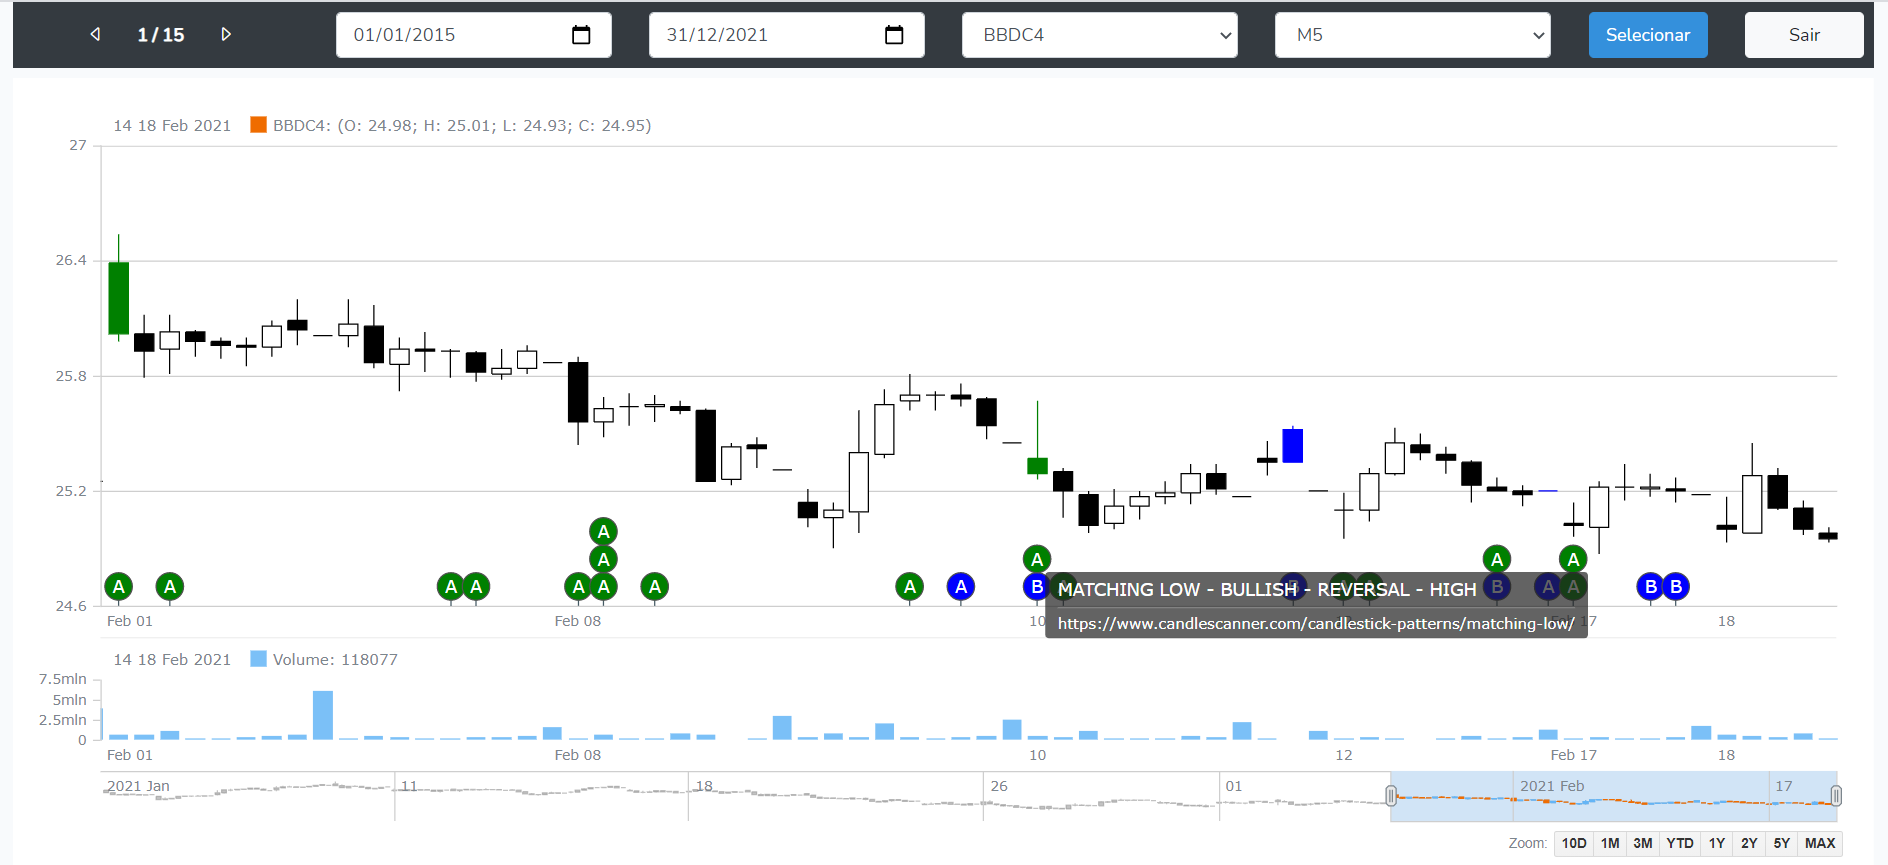 1 / 15
01/01/2015
31/12/2021
BBDC4
M5
Selecionar
Sair
14 18 Feb 2021 BBDC4: (O: 24.98; H: 25.01; L: 24.93; C: 24.95)
27
26.4
25.8
25.2
A
A
A
A A
A A A A A A A A A
A A A A A A A A A B B A B B
24.6
MATCHING LOW - BULLISH - REVERSAL - HIGH
https://www.candlescanner.com/candlestick-patterns/matching-low/
Feb 01 Feb 08 10 17 18
14 18 Feb 2021 Volume: 118077
7.5mln
5mln
2.5mln
0
Feb 01 Feb 08 10 12 Feb 17 18
2021 Jan 11 18 26 01 2021 Feb 17
Zoom: 10D 1M 3M YTD 1Y 2Y 5Y MAX